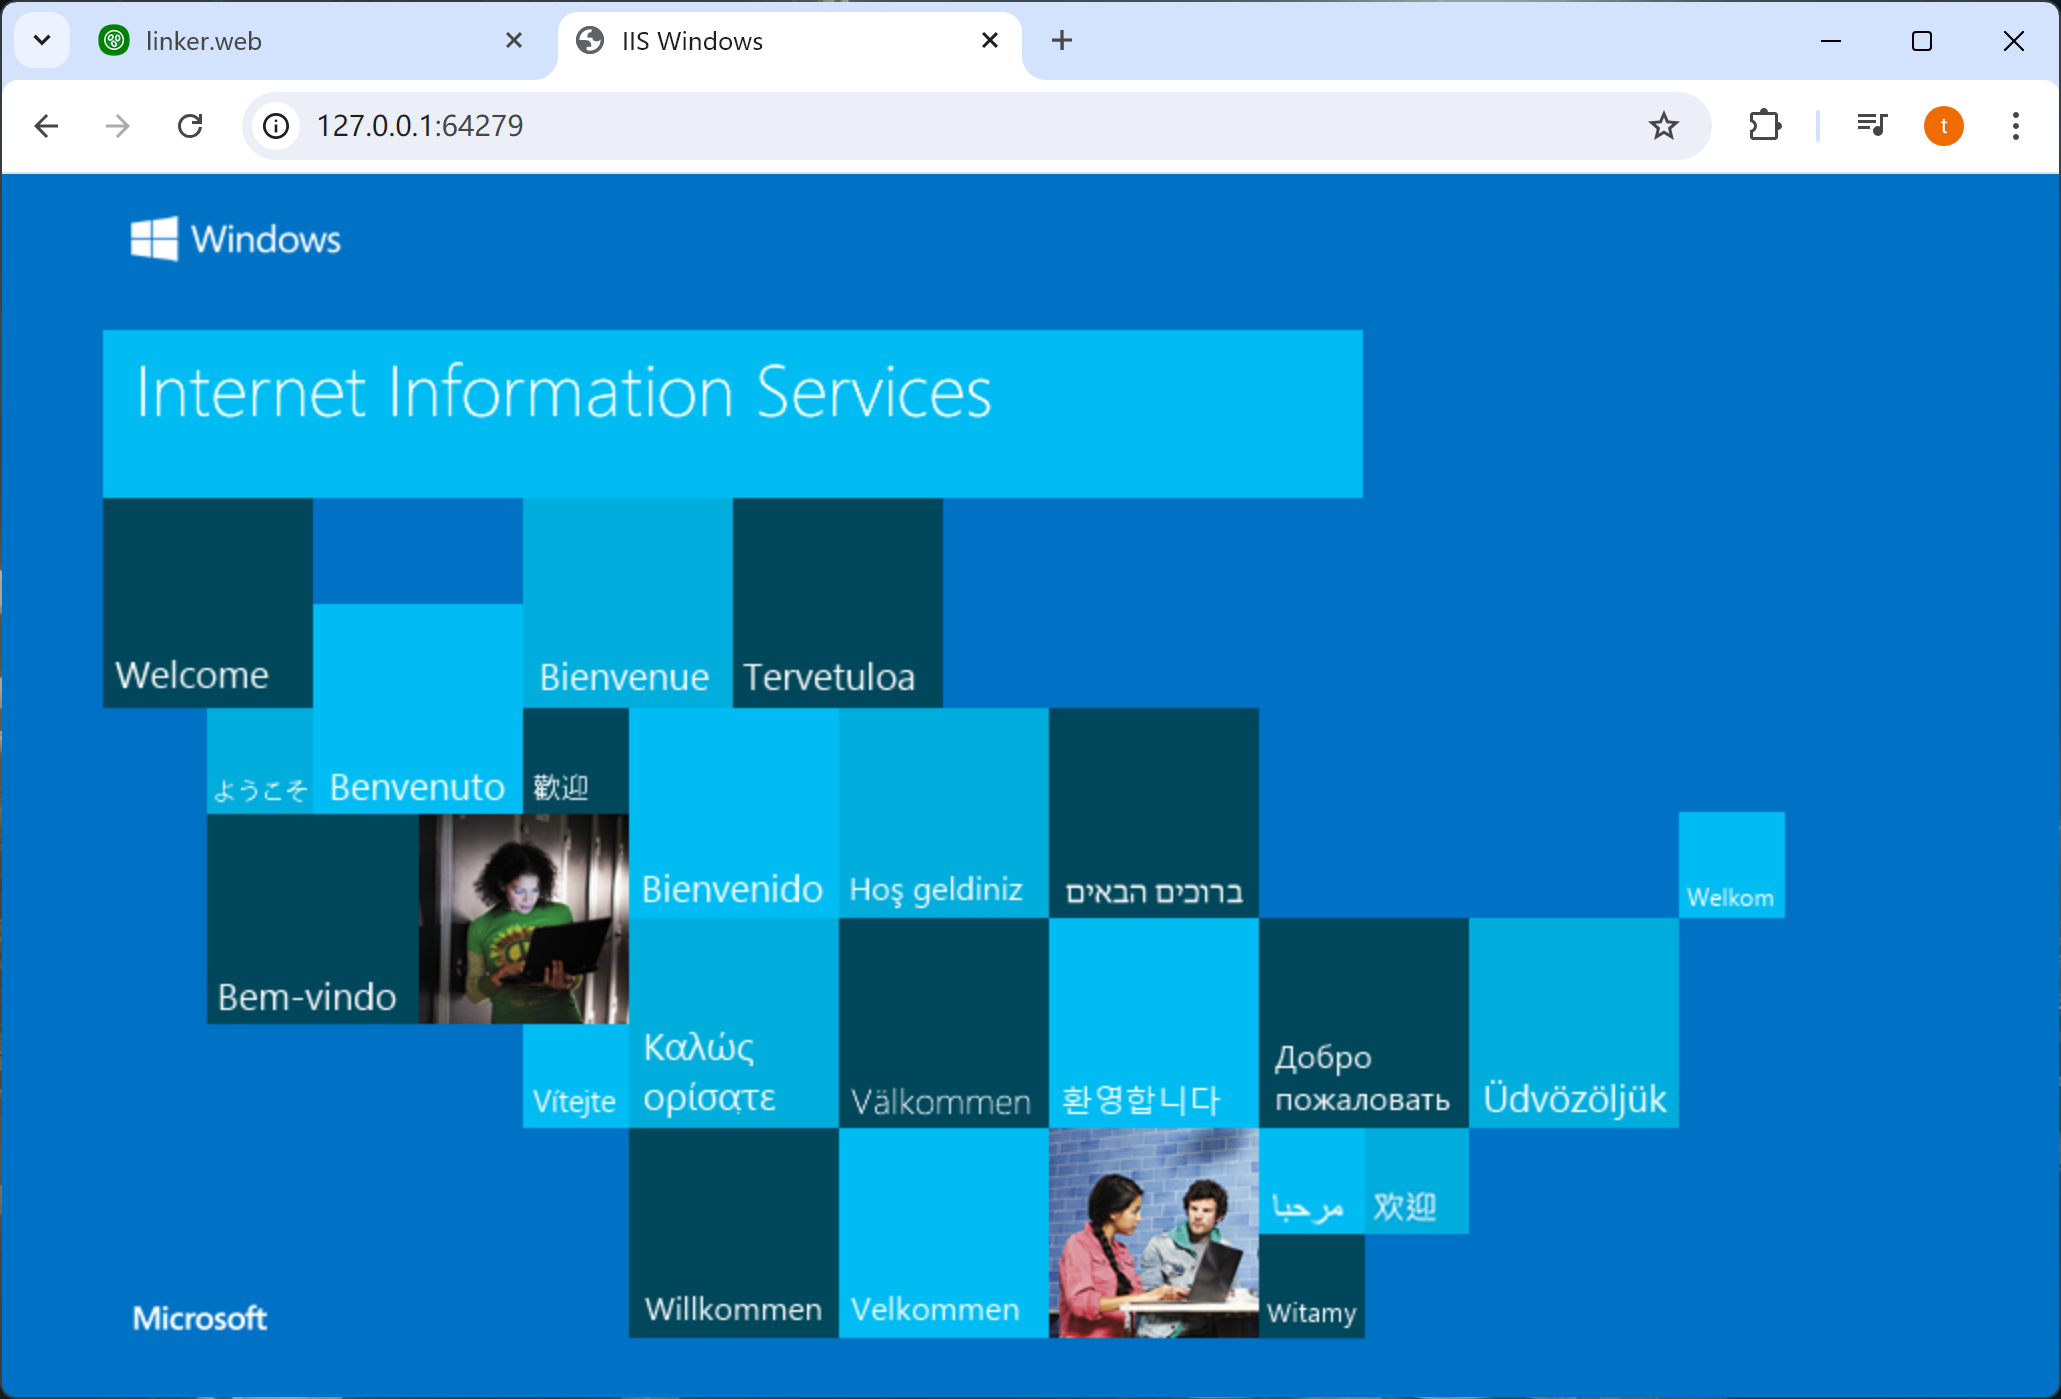 linker.web
IIS Windows
127.0.0.1:64279
t
Windows
Internet Information Services
Welcome
Bienvenue
Tervetuloa
ようこそ
Benvenuto
歡迎
Bienvenido
Hoş geldiniz
ברוכים הבאים
Welkom
Bem-vindo
Vítejte
Καλώς
ορίσατε
Välkommen
환영합니다
Добро
пожаловать
Üdvözöljük
Willkommen
Velkommen
مرحبا
欢迎
Witamy
Microsoft